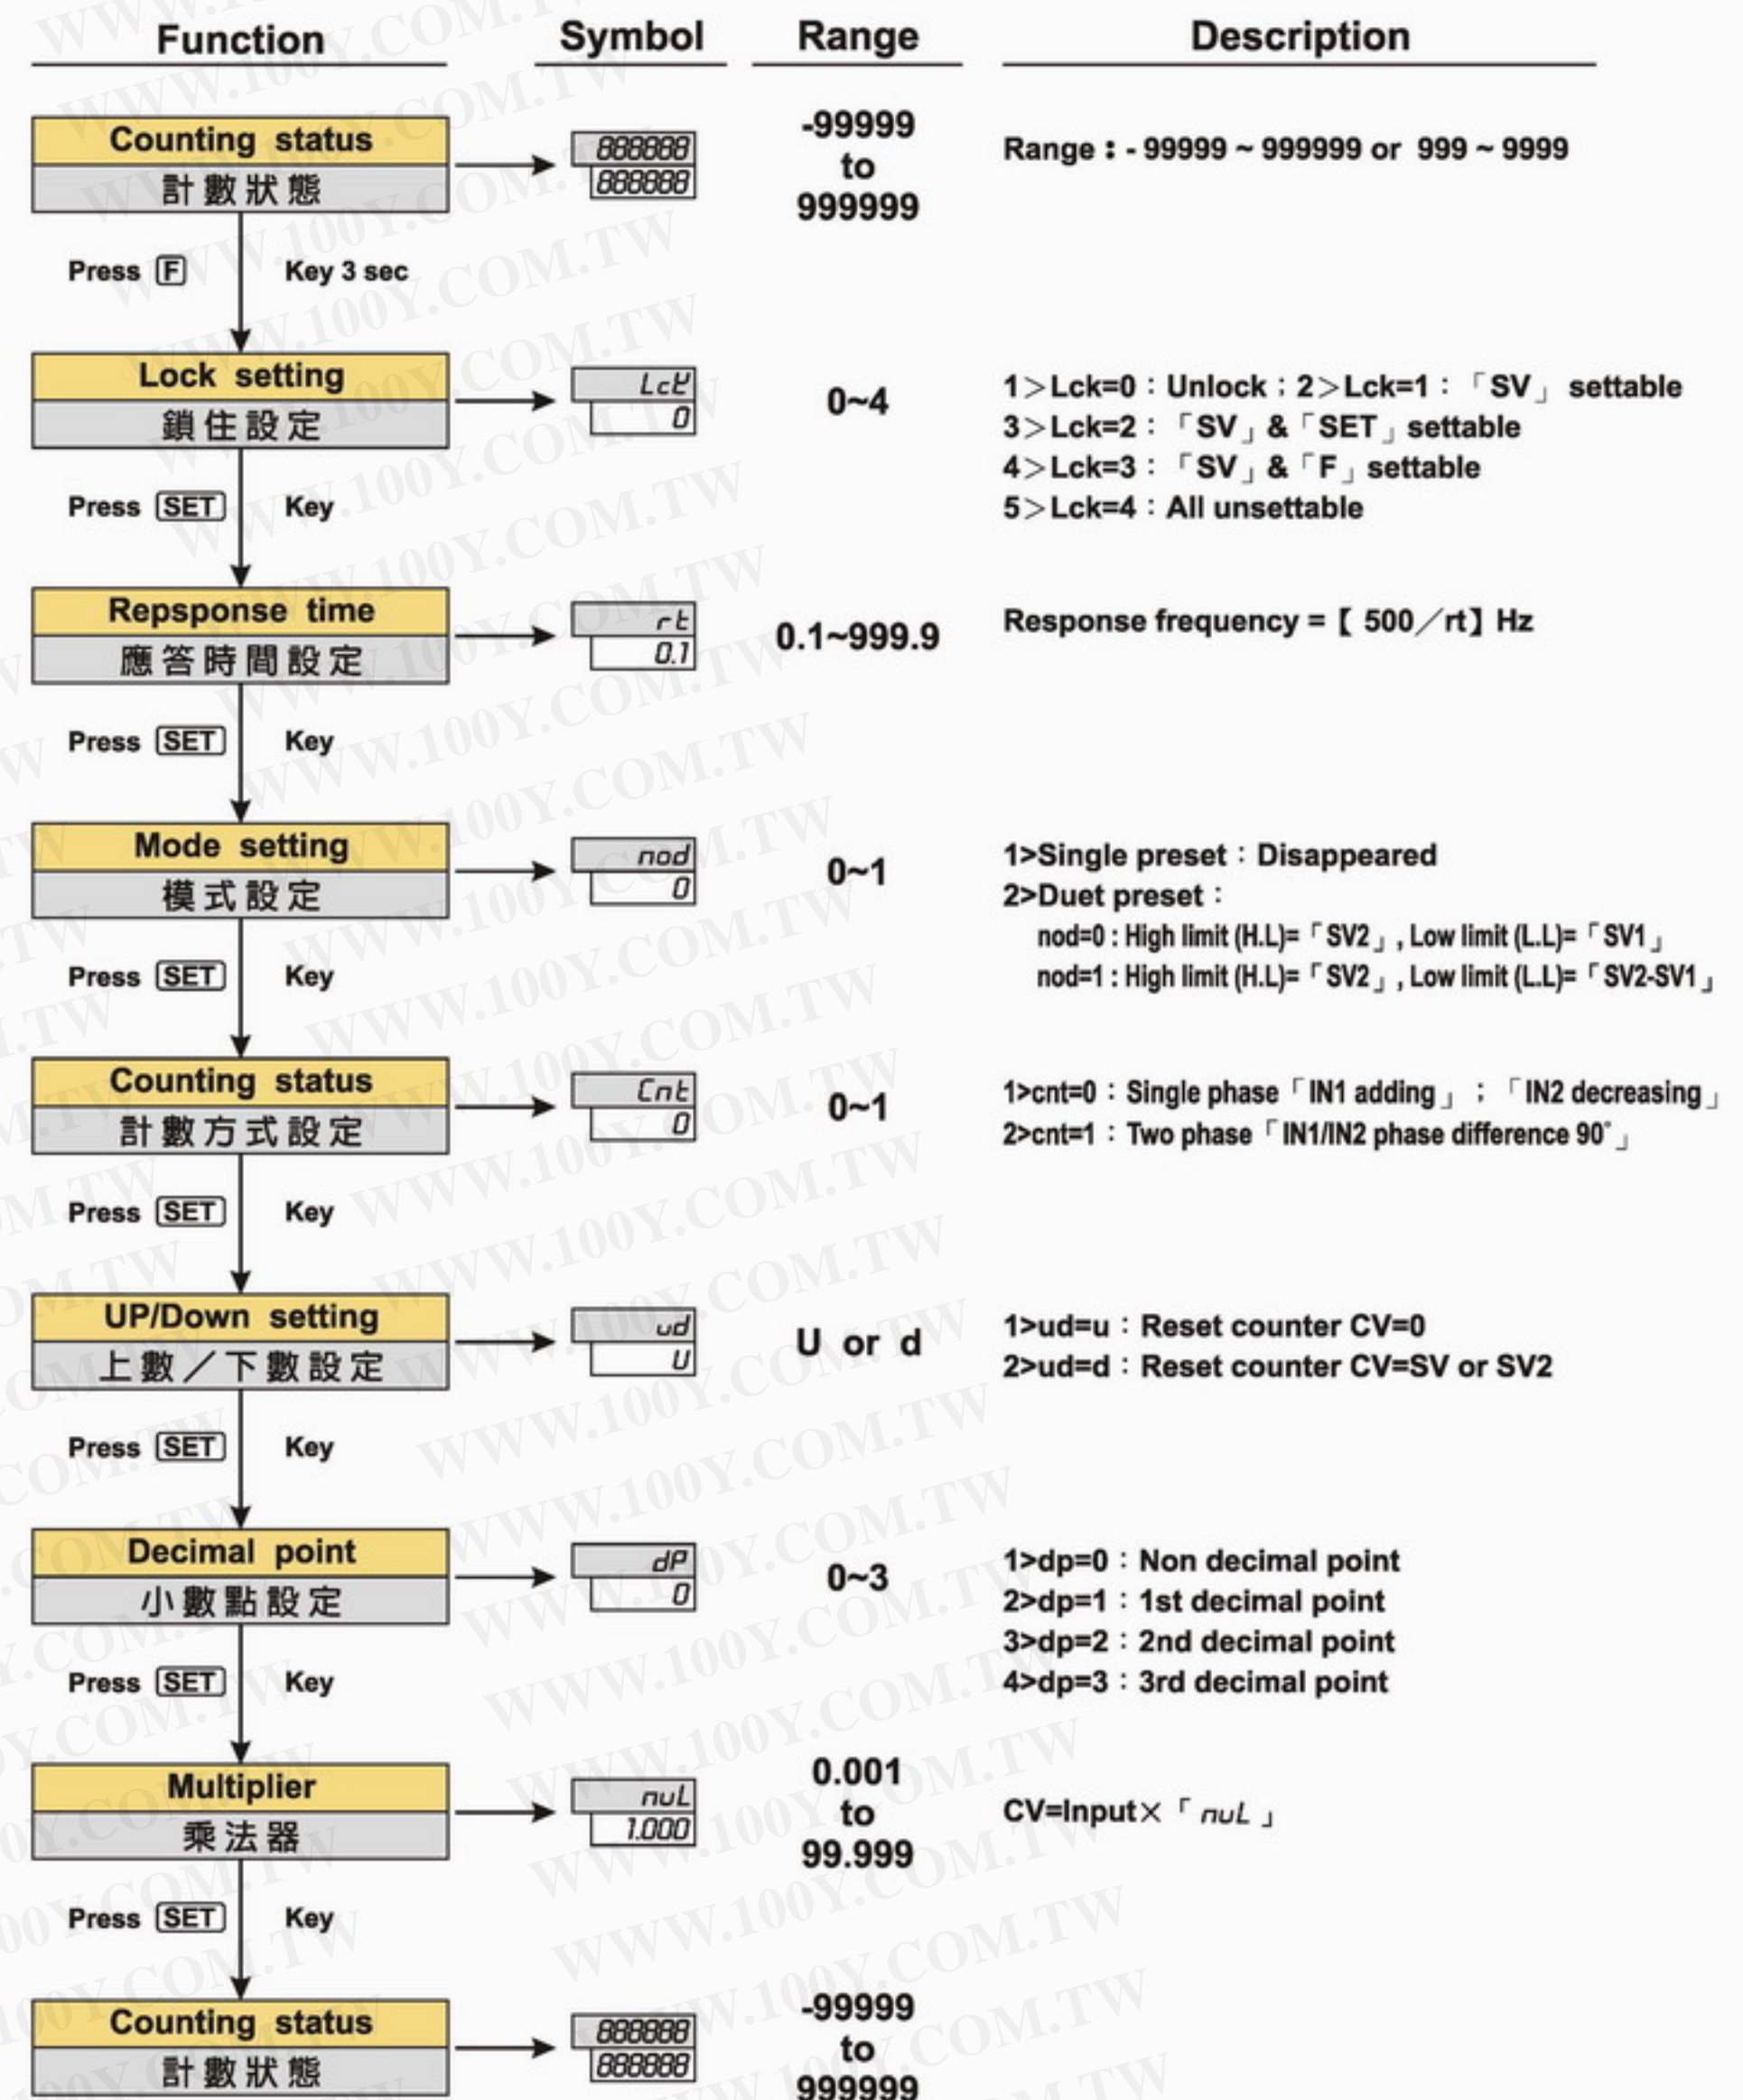 Function Symbol Range Description
Counting status
計數狀態
888888
888888
-99999
to
999999
Range：- 99999 ~ 999999 or 999 ~ 9999
Press F Key 3 sec
Lock setting
鎖住設定
Lck
0
0~4
1>Lck=0：Unlock；2>Lck=1：「SV」 settable
3>Lck=2：「SV」&「SET」settable
4>Lck=3：「SV」&「F」settable
5>Lck=4：All unsettable
Press SET Key
Repsponse time
應答時間設定
rt
0.1
0.1~999.9
Response frequency =【 500／rt】Hz
Press SET Key
Mode setting
模式設定
nod
0
0~1
1>Single preset：Disappeared
2>Duet preset：
nod=0 : High limit (H.L)=「SV2」, Low limit (L.L)=「SV1」
nod=1 : High limit (H.L)=「SV2」, Low limit (L.L)=「SV2-SV1」
Press SET Key
Counting status
計數方式設定
Cnt
0
0~1
1>cnt=0：Single phase「IN1 adding」；「IN2 decreasing」
2>cnt=1：Two phase「IN1/IN2 phase difference 90°」
Press SET Key
UP/Down setting
上數／下數設定
ud
U
U or d
1>ud=u：Reset counter CV=0
2>ud=d：Reset counter CV=SV or SV2
Press SET Key
Decimal point
小數點設定
dP
0
0~3
1>dp=0：Non decimal point
2>dp=1：1st decimal point
3>dp=2：2nd decimal point
4>dp=3：3rd decimal point
Press SET Key
Multiplier
乘法器
nuL
1.000
0.001
to
99.999
CV=Input×「nuL」
Press SET Key
Counting status
計數狀態
888888
888888
-99999
to
999999
WWW.100Y.COM.TW